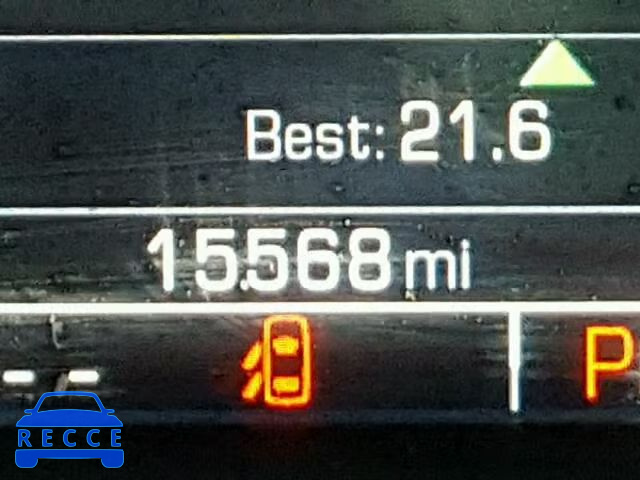 Best: 21.6
15568 mi
-- P
RECCE